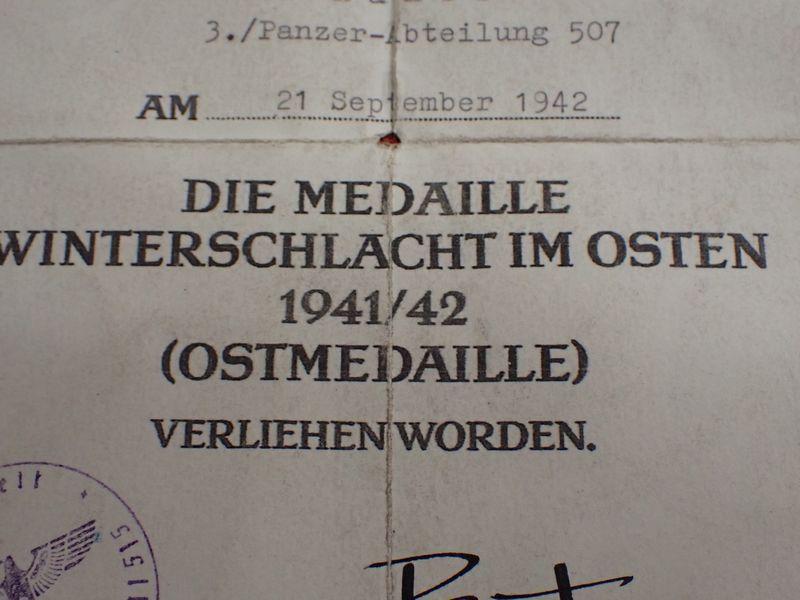 3./Panzer-Abteilung 507
AM 21 September 1942
DIE MEDAILLE
WINTERSCHLACHT IM OSTEN
1941/42
(OSTMEDAILLE)
VERLIEHEN WORDEN.